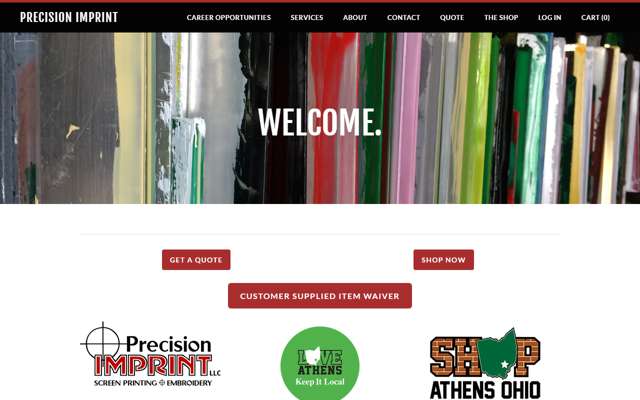 PRECISION IMPRINT
CAREER OPPORTUNITIES SERVICES ABOUT CONTACT QUOTE THE SHOP LOG IN CART (0)
WELCOME.
GET A QUOTE
SHOP NOW
CUSTOMER SUPPLIED ITEM WAIVER
Precision
IMPRINT LLC
SCREEN PRINTING EMBROIDERY
LOVE
ATHENS
Keep It Local
SHOP
ATHENS OHIO